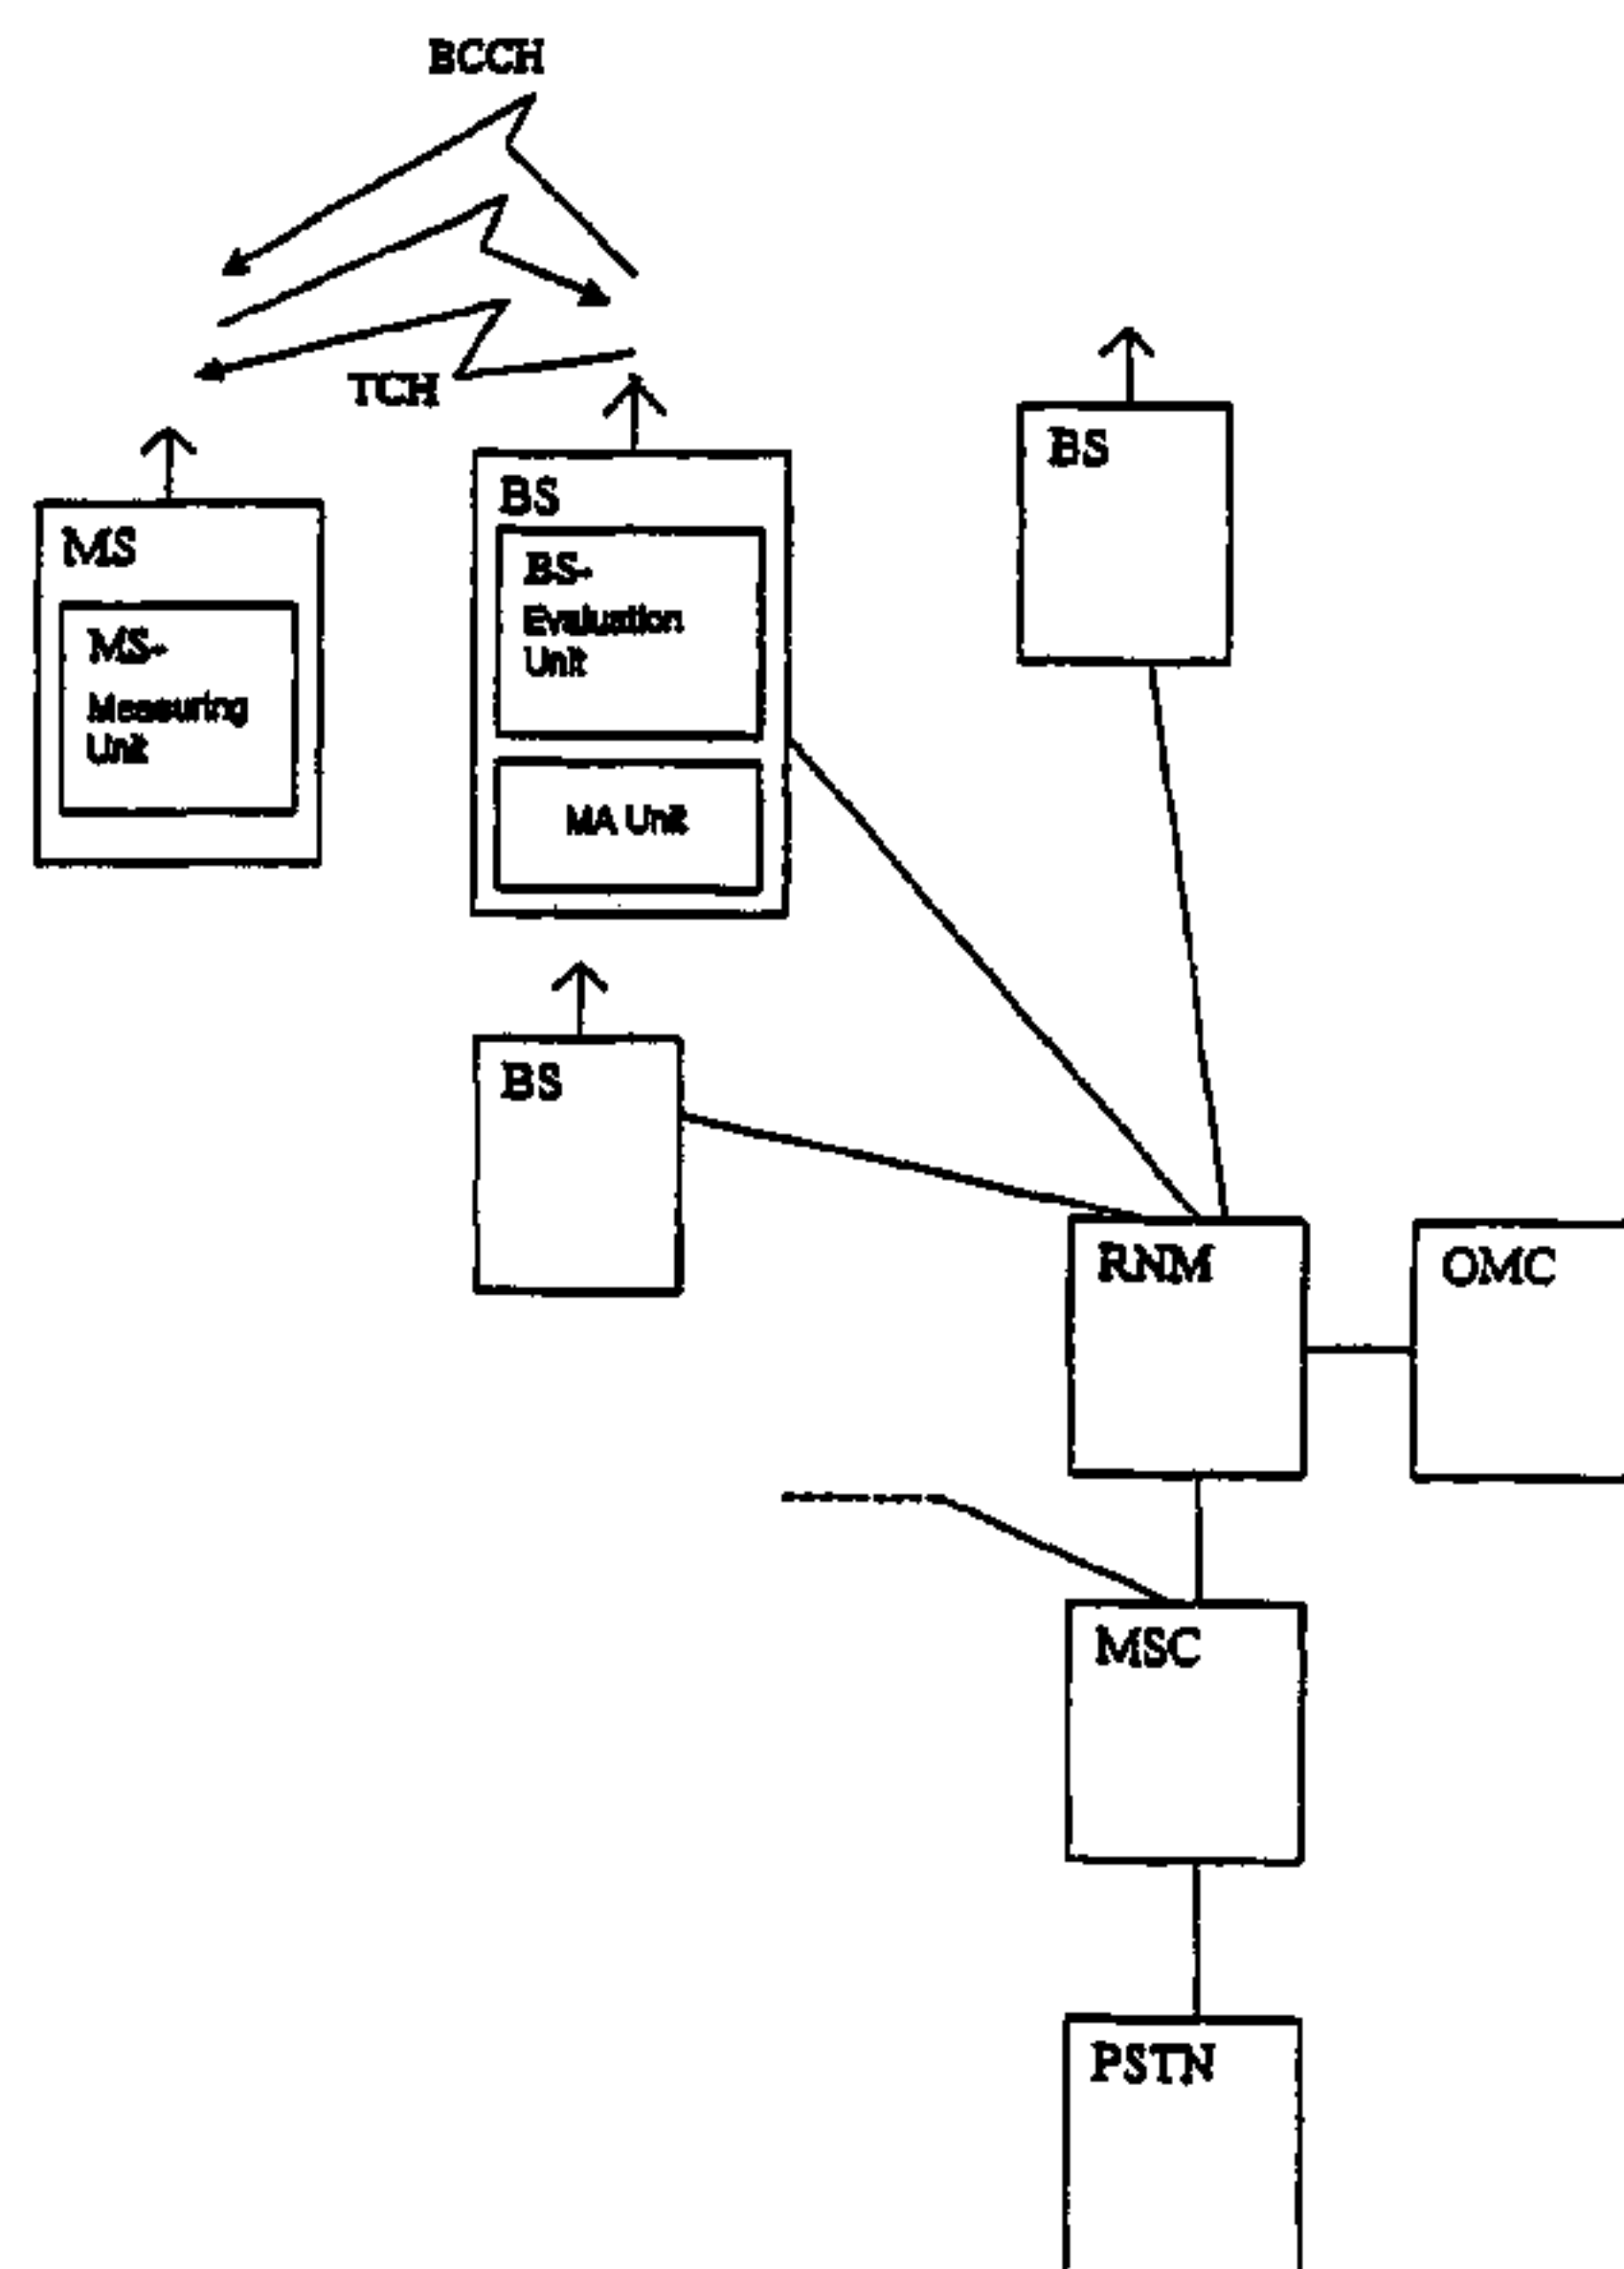 BCCH
TCH
BS
MS
MS-
Measuring
Unit
BS
BS-
Evaluation
Unit
MA Unit
BS
RNM
OMC
MSC
PSTN